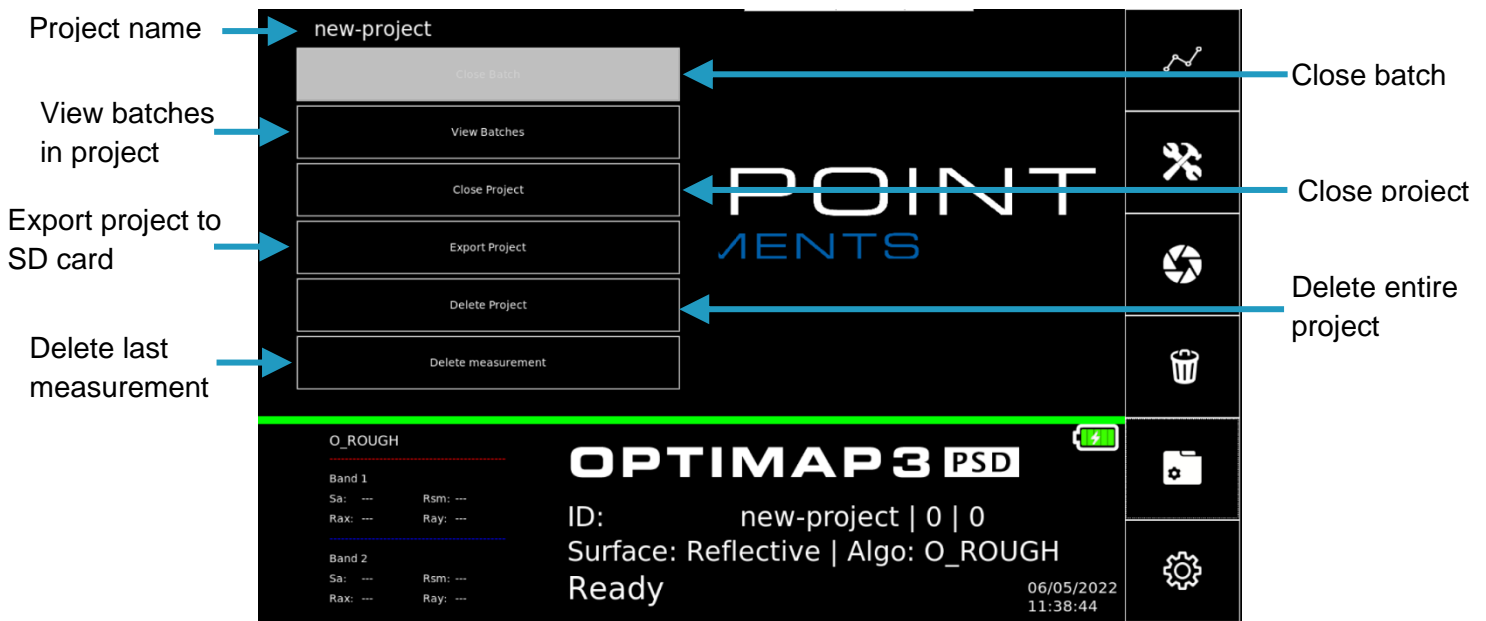 Project name
new-project
Close Batch
Close batch
View batches
in project
View Batches
Close Project
Close project
POINT
MENTS
Export project to
SD card
Export Project
Delete Project
Delete entire
project
Delete last
measurement
Delete measurement
O_ROUGH
Band 1
Sa: --- Rsm: ---
Rax: --- Ray: ---
Band 2
Sa: --- Rsm: ---
Rax: --- Ray: ---
OPTIMAP3 PSD
ID: new-project | 0 | 0
Surface: Reflective | Algo: O_ROUGH
Ready
06/05/2022
11:38:44